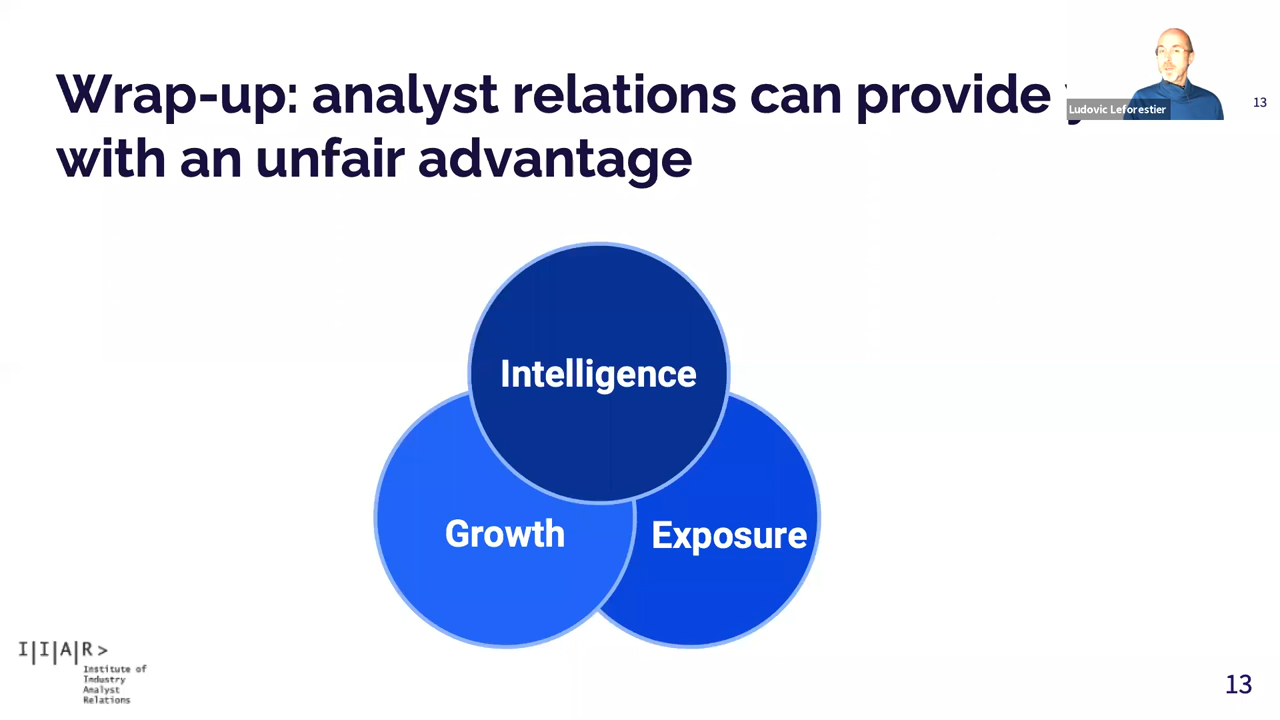 Wrap-up: analyst relations can provide
with an unfair advantage
Ludovic Leforestier
13
Intelligence
Growth
Exposure
I|I|A|R>
Institute of
Industry
Analyst
Relations
13